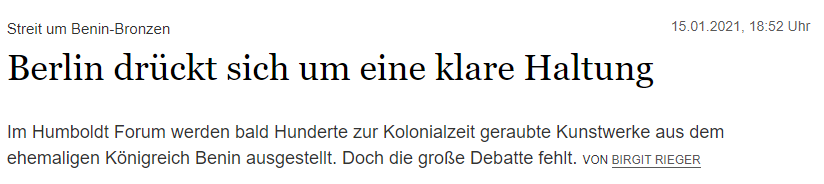 Streit um Benin-Bronzen
15.01.2021, 18:52 Uhr
Berlin drückt sich um eine klare Haltung
Im Humboldt Forum werden bald Hunderte zur Kolonialzeit geraubte Kunstwerke aus dem
ehemaligen Königreich Benin ausgestellt. Doch die große Debatte fehlt. VON BIRGIT RIEGER